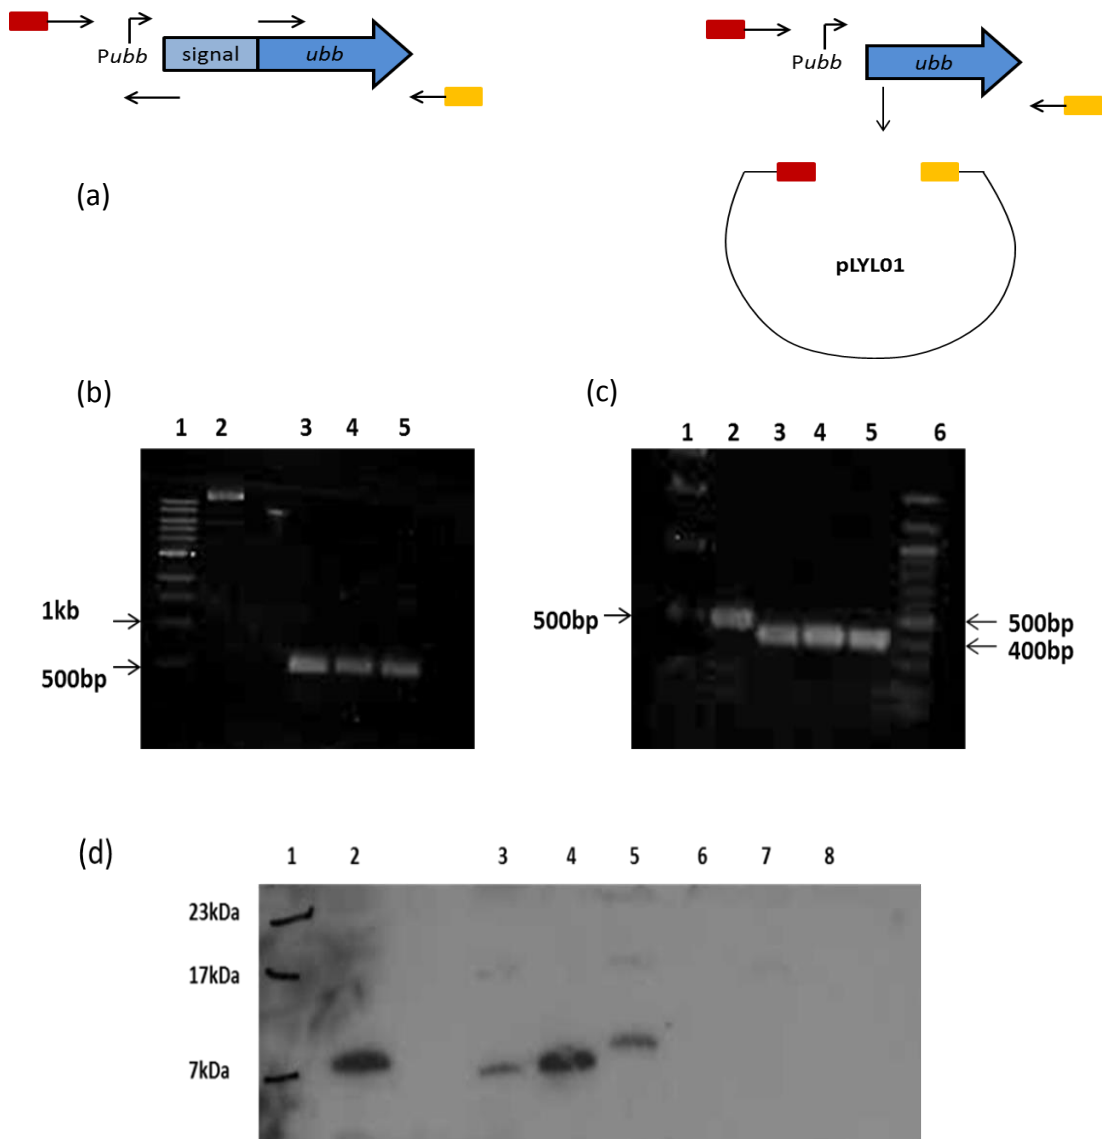 Pubb signal ubb
Pubb ubb
(a)
pLYL01
(b)
1 2 3 4 5
1kb
500bp
(c)
1 2 3 4 5 6
500bp
500bp
400bp
(d)
1 2 3 4 5 6 7 8
23kDa
17kDa
7kDa